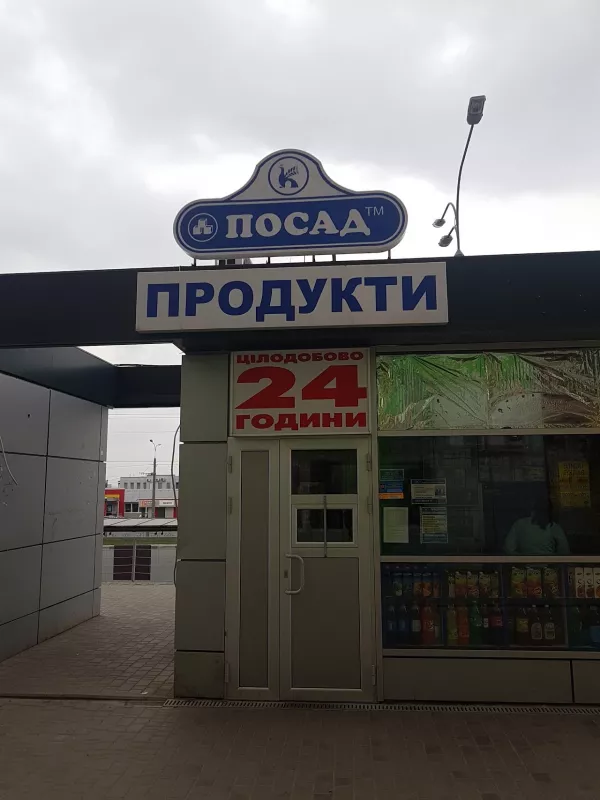 ПОСАД™
ПРОДУКТИ
ЦІЛОДОБОВО
24
ГОДИНИ